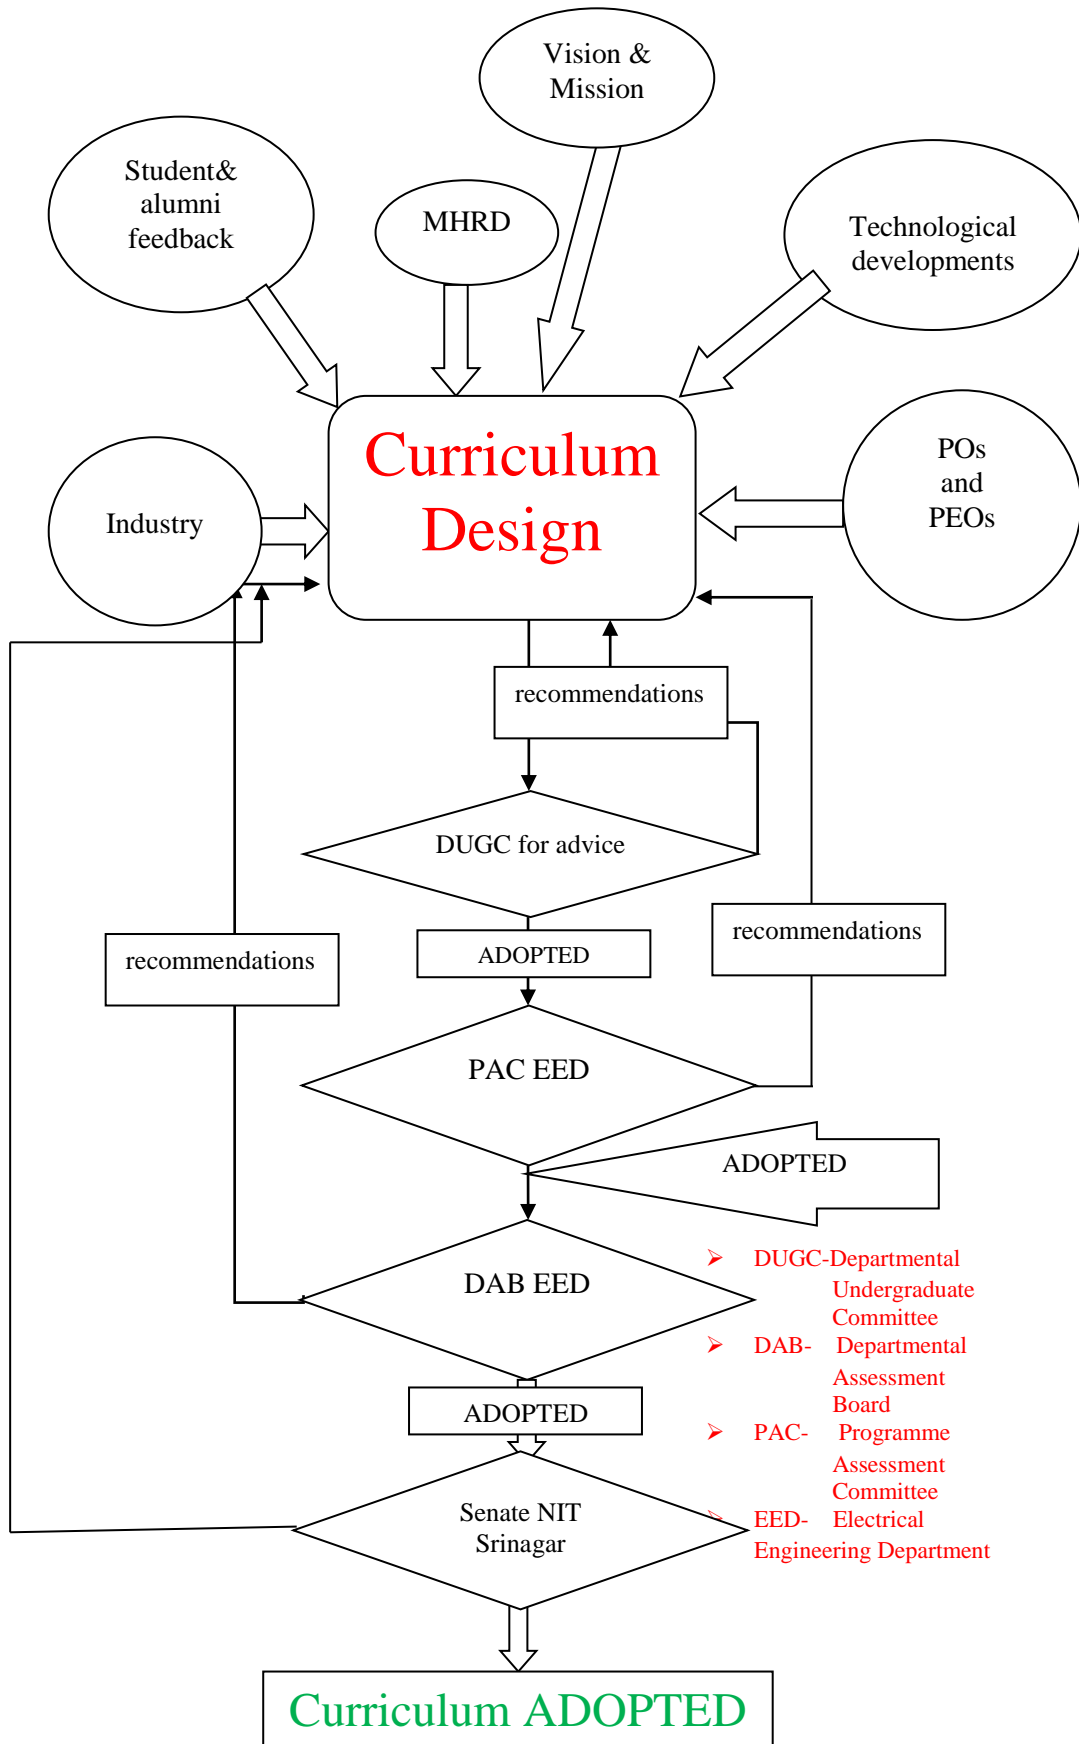 Vision &
Mission
Student&
alumni
feedback
MHRD
Technological
developments
Curriculum
Design
POs
and
PEOs
Industry
recommendations
DUGC for advice
ADOPTED
recommendations
recommendations
PAC EED
ADOPTED
DAB EED
ADOPTED
Senate NIT
Srinagar
➢ DUGC-Departmental
Undergraduate
Committee
➢ DAB- Departmental
Assessment
Board
➢ PAC- Programme
Assessment
Committee
➢ EED- Electrical
Engineering Department
Curriculum ADOPTED